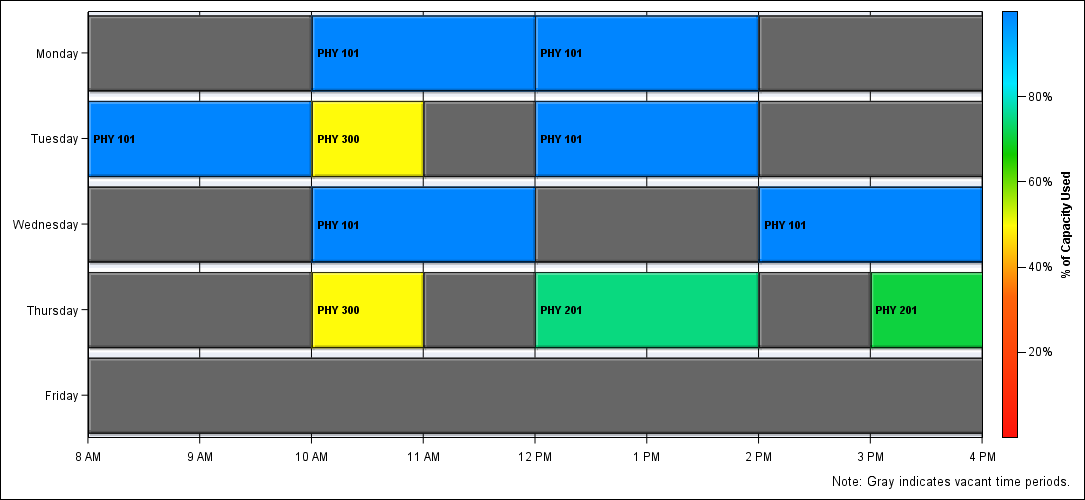 Monday
PHY 101
PHY 101
Tuesday
PHY 101
PHY 300
PHY 101
Wednesday
PHY 101
PHY 101
Thursday
PHY 300
PHY 201
PHY 201
Friday
8 AM
9 AM
10 AM
11 AM
12 PM
1 PM
2 PM
3 PM
4 PM
80%
60%
40%
20%
% of Capacity Used
Note: Gray indicates vacant time periods.